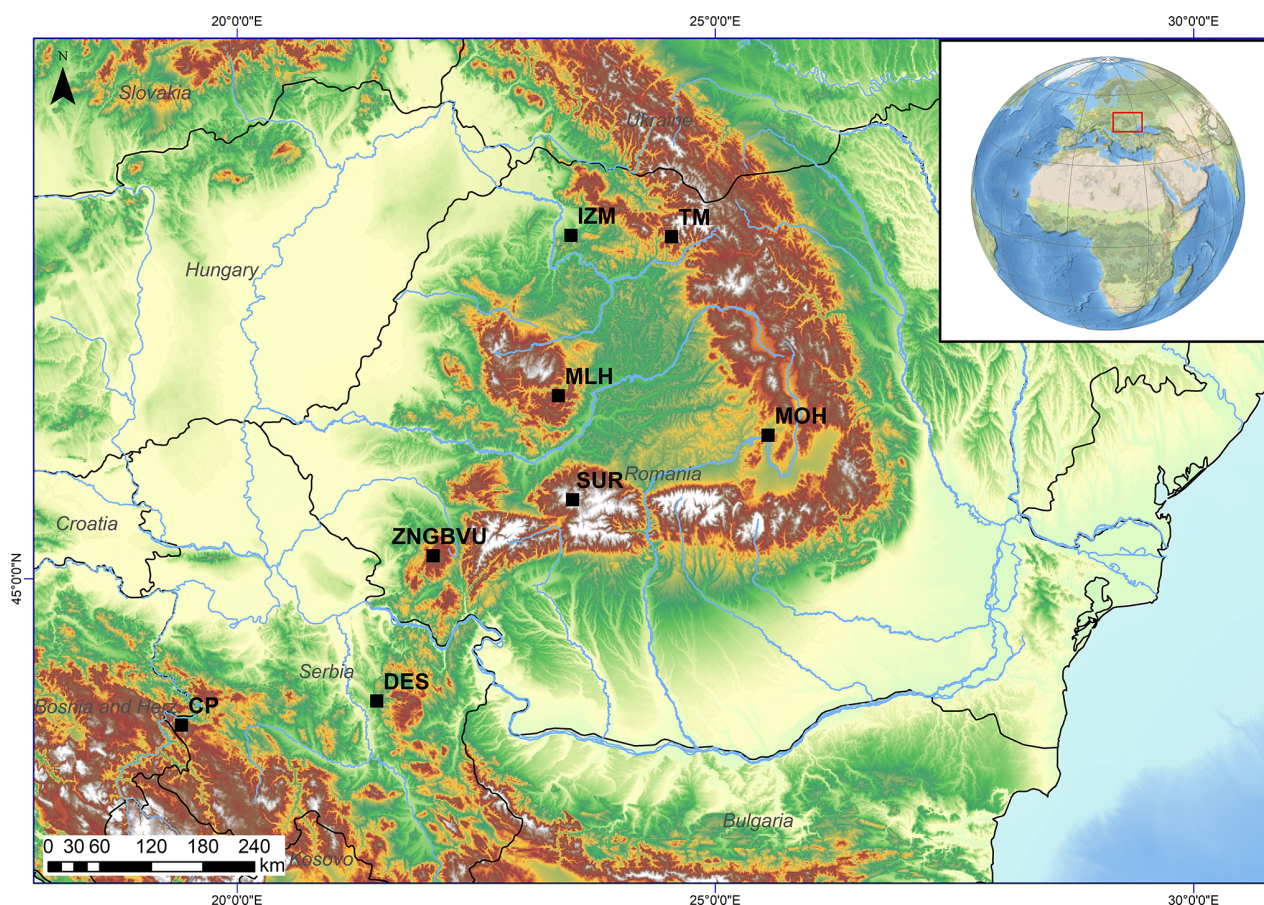 20°0'0"E
25°0'0"E
30°0'0"E
N
Slovakia
Ukraine
IZM
TM
Hungary
MLH
MOH
SUR
Romania
Croatia
ZNGBVU
45°0'0"N
Serbia
DES
Bosnia and Herz.
CP
Bulgaria
0 30 60 120 180 240
km
Kosovo
20°0'0"E
25°0'0"E
30°0'0"E